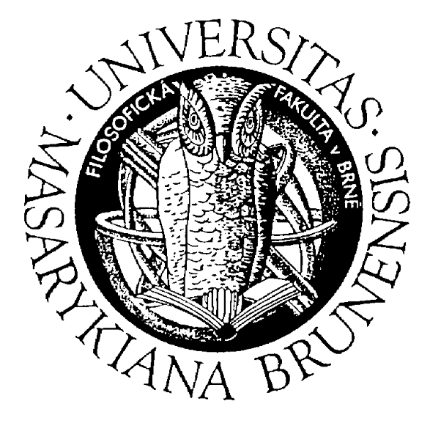 · UNIVERSITAS ·
MASARYKIANA BRUNENSIS
FILOSOFICKÁ FAKULTA v BRNĚ